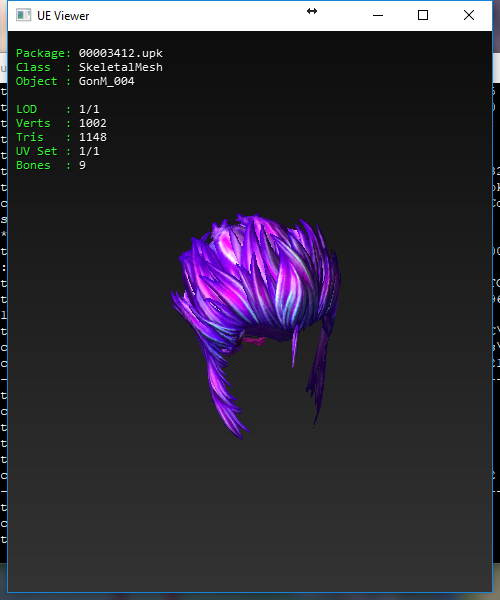 UE Viewer
Package: 00003412.upk
Class : SkeletalMesh
Object : GonM_004
LOD : 1/1
Verts : 1002
Tris : 1148
UV Set : 1/1
Bones : 9